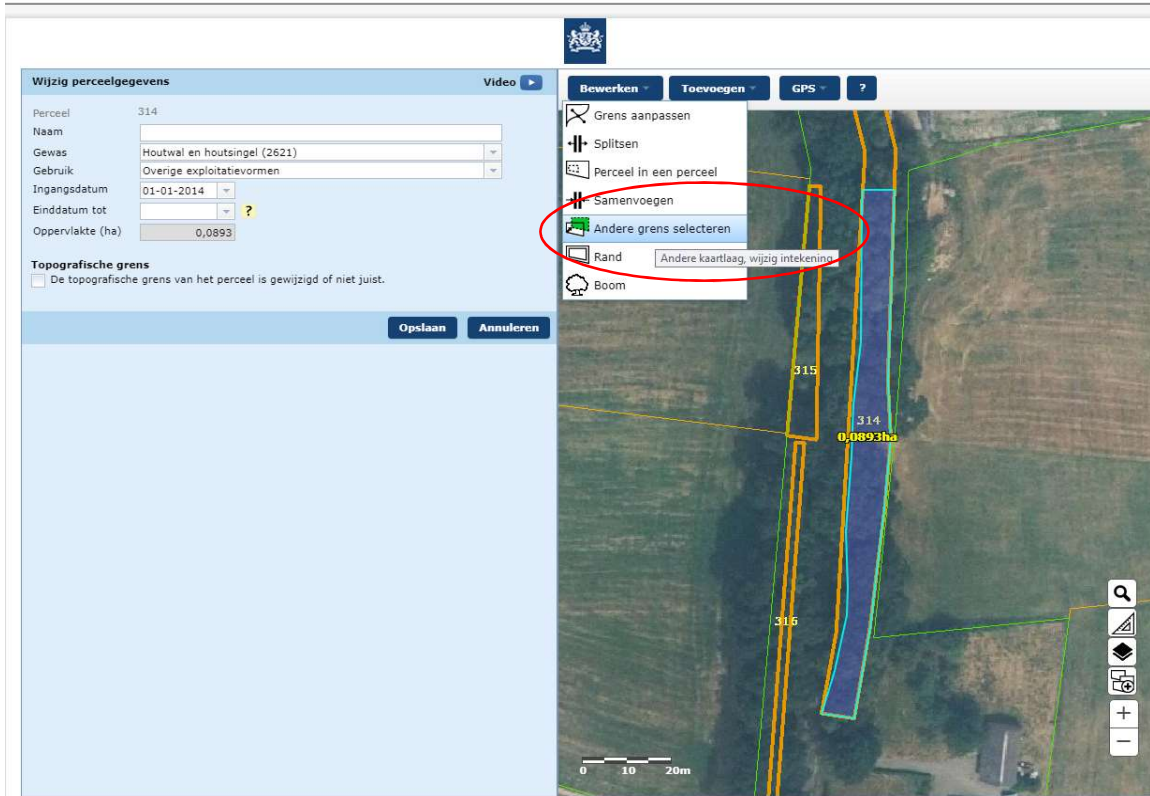 Wijzig perceelgegevens Video
Perceel 314
Naam
Gewas Houtwal en houtsingel (2621)
Gebruik Overige exploitatievormen
Ingangsdatum 01-01-2014
Einddatum tot ?
Oppervlakte (ha) 0,0893
Topografische grens
De topografische grens van het perceel is gewijzigd of niet juist.
Opslaan Annuleren
Bewerken Toevoegen GPS ?
Grens aanpassen
Splitsen
Perceel in een perceel
Samenvoegen
Andere grens selecteren
Rand Andere kaartlaag, wijzig intekening
Boom
315
314
0,0893ha
316
0 10 20m
+
−